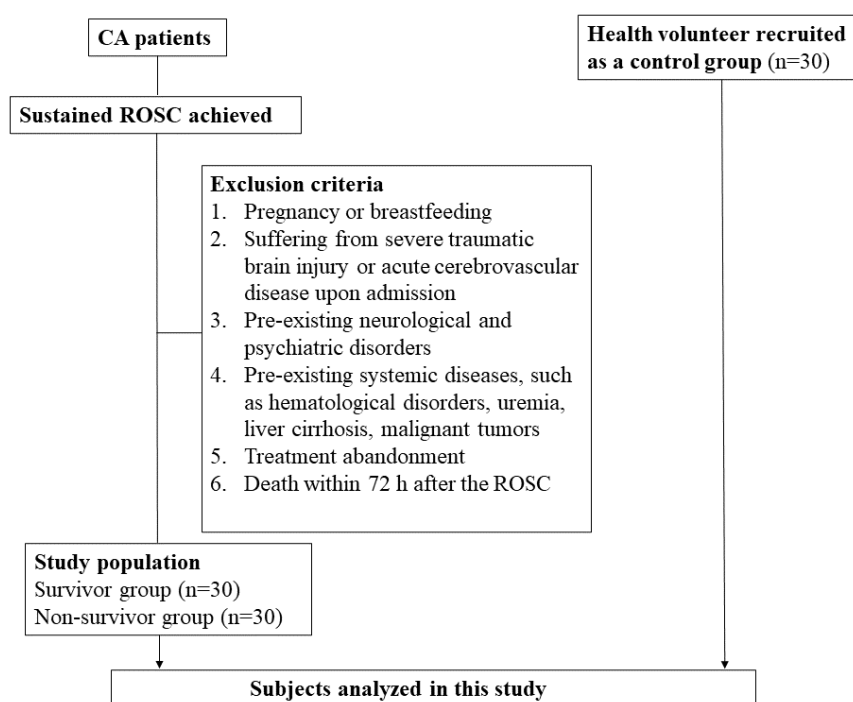 CA patients
Health volunteer recruited
as a control group (n=30)
Sustained ROSC achieved
Exclusion criteria
1. Pregnancy or breastfeeding
2. Suffering from severe traumatic
brain injury or acute cerebrovascular
disease upon admission
3. Pre-existing neurological and
psychiatric disorders
4. Pre-existing systemic diseases, such
as hematological disorders, uremia,
liver cirrhosis, malignant tumors
5. Treatment abandonment
6. Death within 72 h after the ROSC
Study population
Survivor group (n=30)
Non-survivor group (n=30)
Subjects analyzed in this study